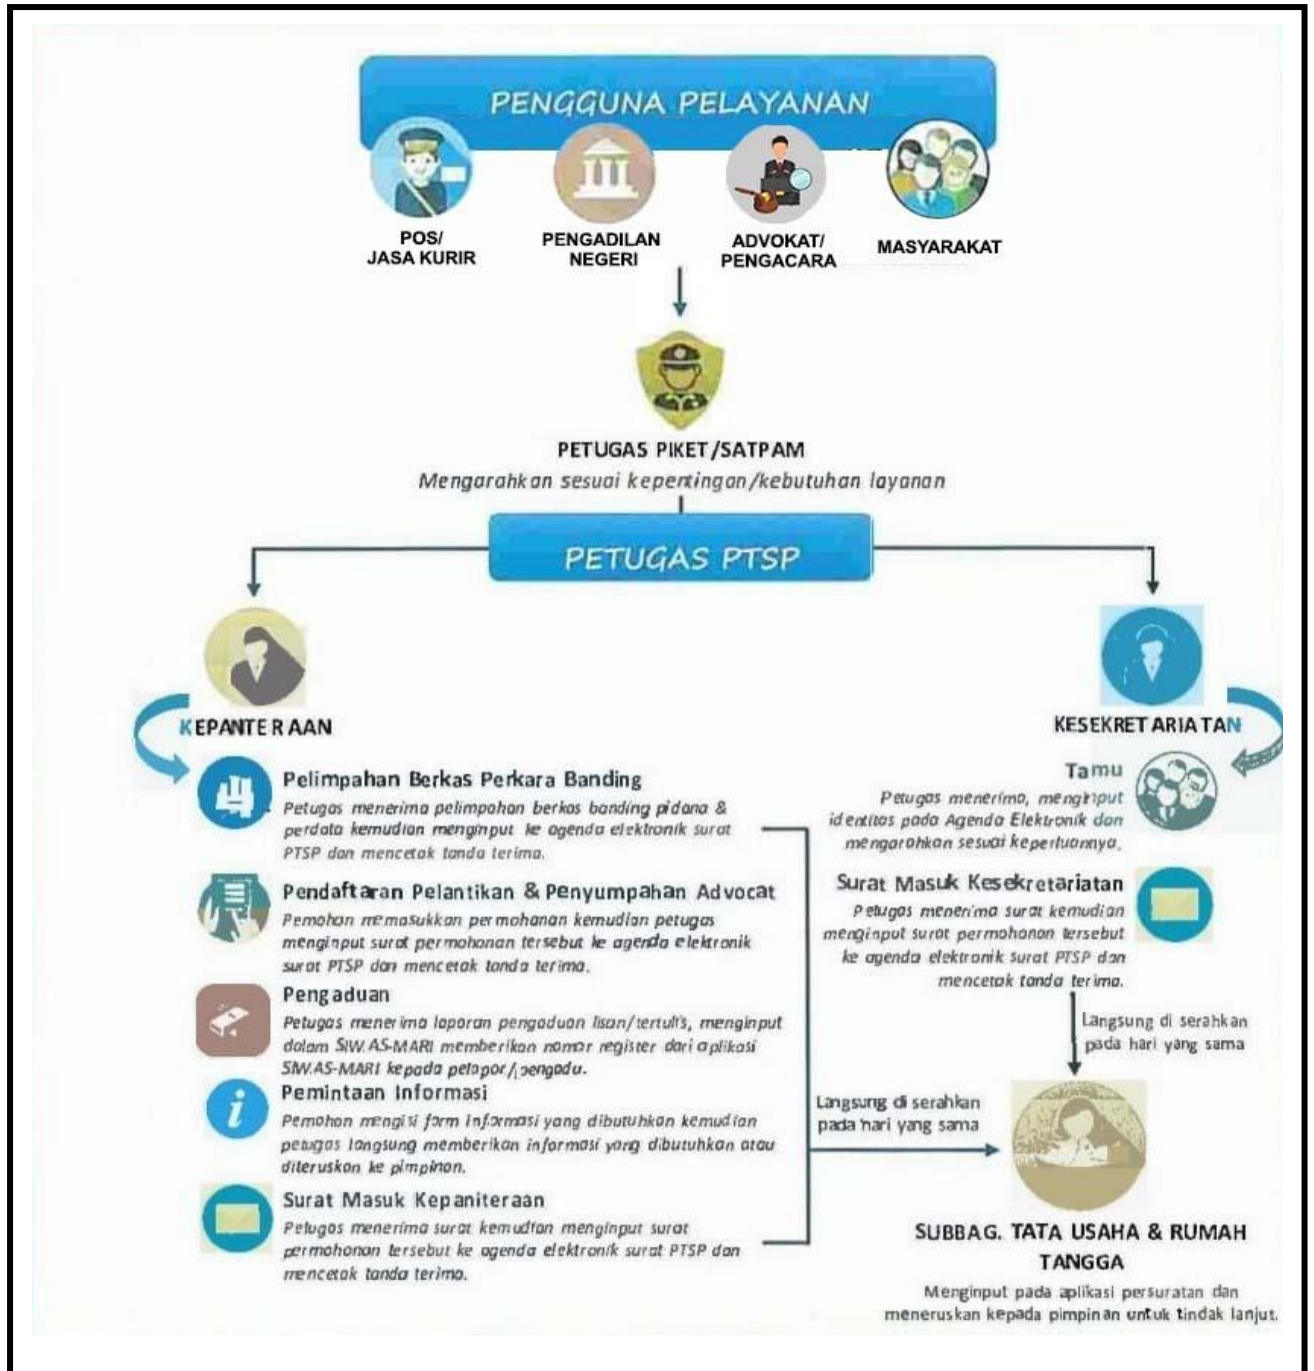 PENGGUNA PELAYANAN
POS/
JASA KURIR
PENGADILAN
NEGERI
ADVOKAT/
PENGACARA
MASYARAKAT
PETUGAS PIKET/SATPAM
Mengarahkan sesuai kepentingan/kebutuhan layanan
PETUGAS PTSP
KEPANTERAAN
Pelimpahan Berkas Perkara Banding
Petugas menerima pelimpahan berkas banding pidana &
perdata kemudian menginput ke agenda elektronik surat
PTSP dan mencetak tanda terima.
Pendaftaran Pelantikan & Penyumpahan Advocat
Pemohon memasukkan permohonan kemudian petugas
menginput surat permohonan tersebut ke agenda elektronik
surat PTSP dan mencetak tanda terima.
Pengaduan
Petugas menerima laporan pengaduan lisan/tertulis, menginput
dalam SIW.AS-MARI memberikan nomor register dari aplikasi
SIW.AS-MARI kepada pelapor/pengadu.
Pemintaan Informasi
Pemohon mengisi form informasi yang dibutuhkan kemudian
petugas langsung memberikan informasi yang dibutuhkan atau
diteruskan ke pimpinan.
Surat Masuk Kepaniteraan
Petugas menerima surat kemudian menginput surat
permohonan tersebut ke agenda elektronik surat PTSP dan
mencetak tanda terima.
KESEKRETARIATAN
Tamu
Petugas menerima, menginput
identitas pada Agenda Elektronik dan
mengarahkan sesuai keperluannya.
Surat Masuk Kesekretariatan
Petugas menerima surat kemudian
menginput surat permohonan tersebut
ke agenda elektronik surat PTSP dan
mencetak tanda terima.
Langsung di serahkan
pada hari yang sama
Langsung di serahkan
pada hari yang sama
SUBBAG. TATA USAHA & RUMAH
TANGGA
Menginput pada aplikasi persuratan dan
meneruskan kepada pimpinan untuk tindak lanjut.